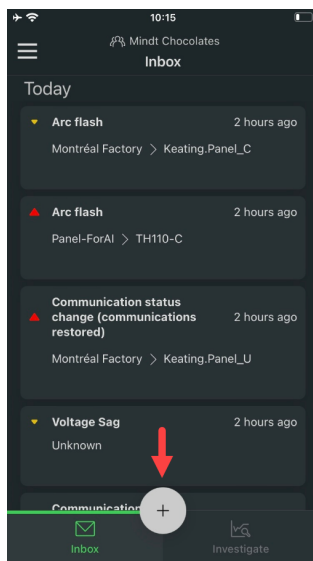 10:15
Mindt Chocolates
Inbox
Today
Arc flash 2 hours ago
Montréal Factory > Keating.Panel_C
Arc flash 2 hours ago
Panel-ForAI > TH110-C
Communication status
change (communications 2 hours ago
restored)
Montréal Factory > Keating.Panel_U
Voltage Sag 2 hours ago
Unknown
Communication
+
Inbox Investigate